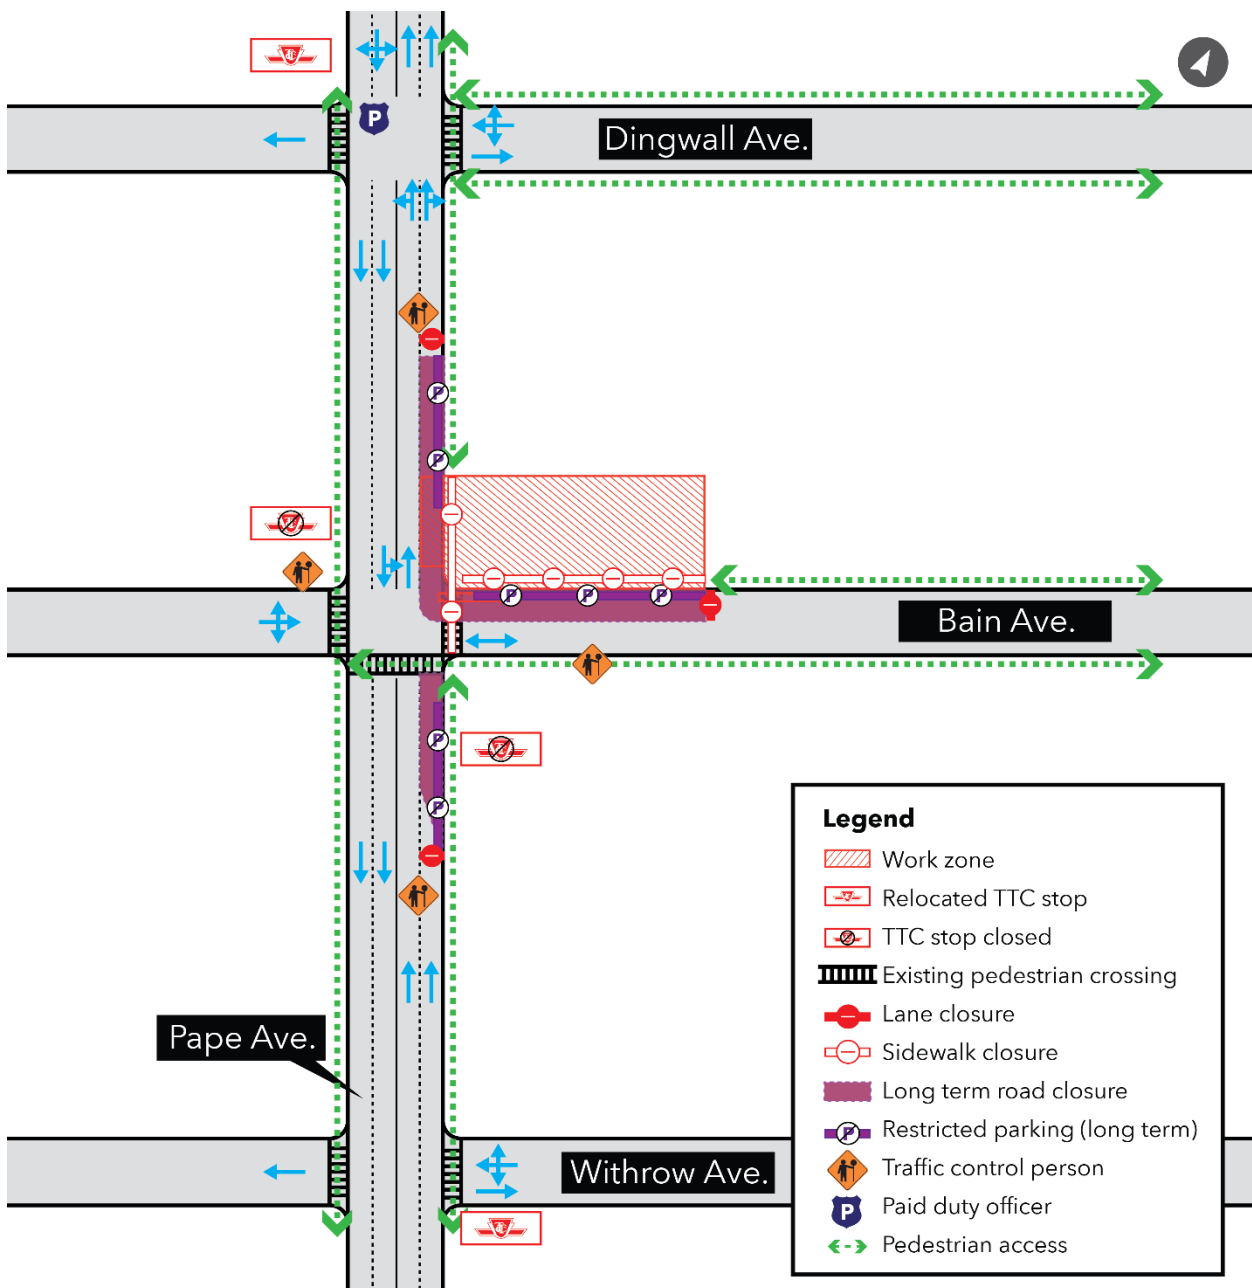 P
Dingwall Ave.
P
P
P
P
P
Bain Ave.
P
P
Pape Ave.
Withrow Ave.
Legend
Work zone
Relocated TTC stop
TTC stop closed
Existing pedestrian crossing
Lane closure
Sidewalk closure
Long term road closure
P Restricted parking (long term)
Traffic control person
P Paid duty officer
Pedestrian access